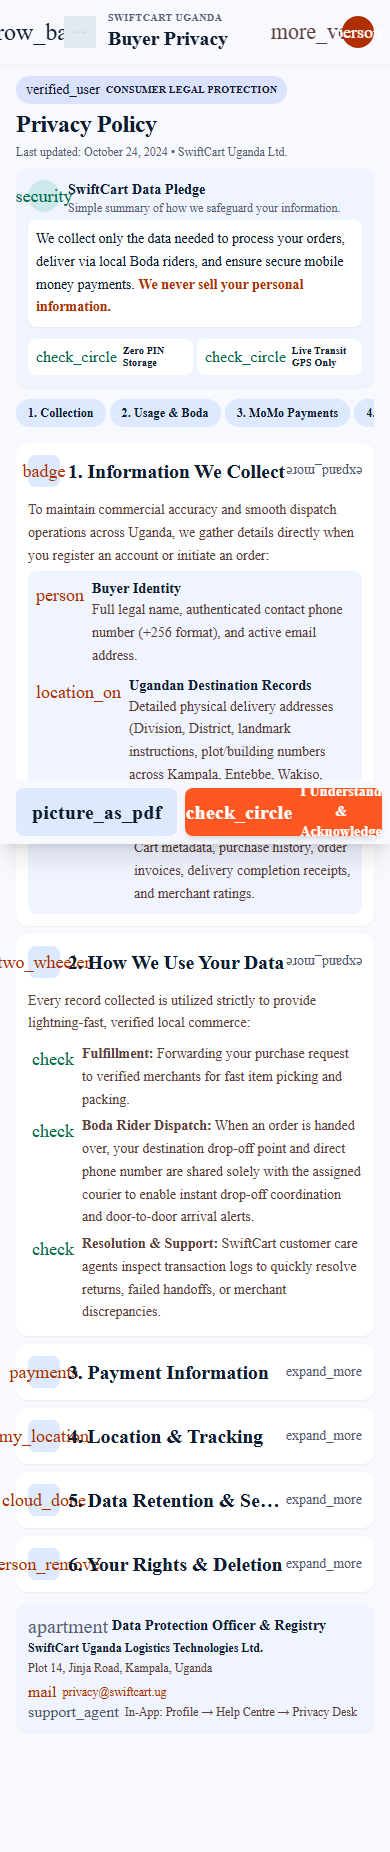 SWIFTCART UGANDA
Buyer Privacy
more_v
verified_user CONSUMER LEGAL PROTECTION
Privacy Policy
Last updated: October 24, 2024 • SwiftCart Uganda Ltd.
security
SwiftCart Data Pledge
Simple summary of how we safeguard your information.
We collect only the data needed to process your orders,
deliver via local Boda riders, and ensure secure mobile
money payments. We never sell your personal
information.
check_circle Zero PIN
Storage
check_circle Live Transit
GPS Only
1. Collection
2. Usage & Boda
3. MoMo Payments
4.
badge 1. Information We Collect expand_more
To maintain commercial accuracy and smooth dispatch
operations across Uganda, we gather details directly when
you register an account or initiate an order:
person Buyer Identity
Full legal name, authenticated contact phone
number (+256 format), and active email
address.
location_on Ugandan Destination Records
Detailed physical delivery addresses
(Division, District, landmark
instructions, plot/building numbers
across Kampala, Entebbe, Wakiso,
picture_as_pdf
check_circle I Understand
&
Acknowledge
Cart metadata, purchase history, order
invoices, delivery completion receipts,
and merchant ratings.
two_wheeler 2. How We Use Your Data expand_more
Every record collected is utilized strictly to provide
lightning-fast, verified local commerce:
check Fulfillment: Forwarding your purchase request
to verified merchants for fast item picking and
packing.
check Boda Rider Dispatch: When an order is handed
over, your destination drop-off point and direct
phone number are shared solely with the assigned
courier to enable instant drop-off coordination
and door-to-door arrival alerts.
check Resolution & Support: SwiftCart customer care
agents inspect transaction logs to quickly resolve
returns, failed handoffs, or merchant
discrepancies.
payments 3. Payment Information expand_more
my_location 4. Location & Tracking expand_more
cloud_done 5. Data Retention & Se... expand_more
erson_remove 6. Your Rights & Deletion expand_more
apartment Data Protection Officer & Registry
SwiftCart Uganda Logistics Technologies Ltd.
Plot 14, Jinja Road, Kampala, Uganda
mail privacy@swiftcart.ug
support_agent In-App: Profile → Help Centre → Privacy Desk